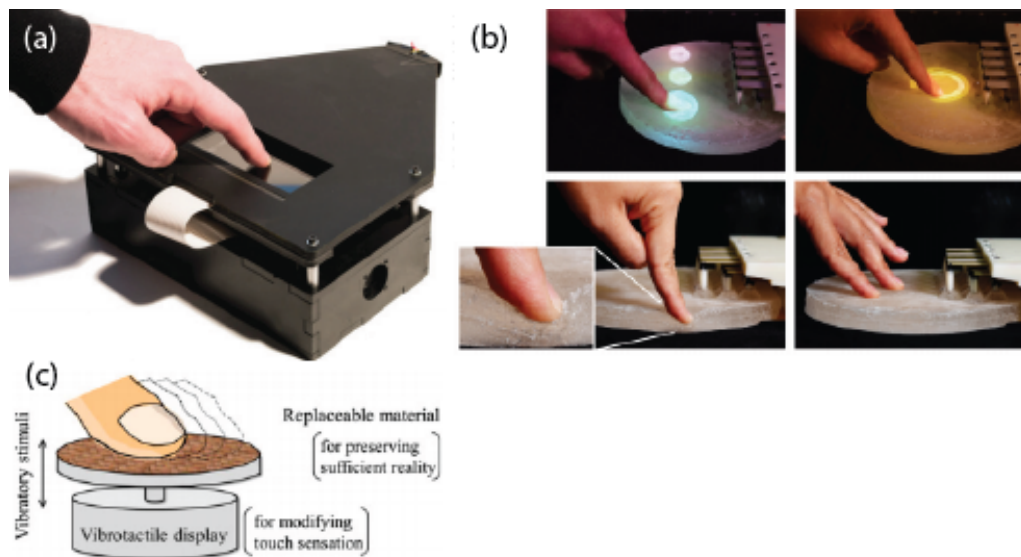 (a)
(b)
(c)
Vibratory stimuli
Replaceable material
for preserving
sufficient reality
Vibrotactile display
for modifying
touch sensation